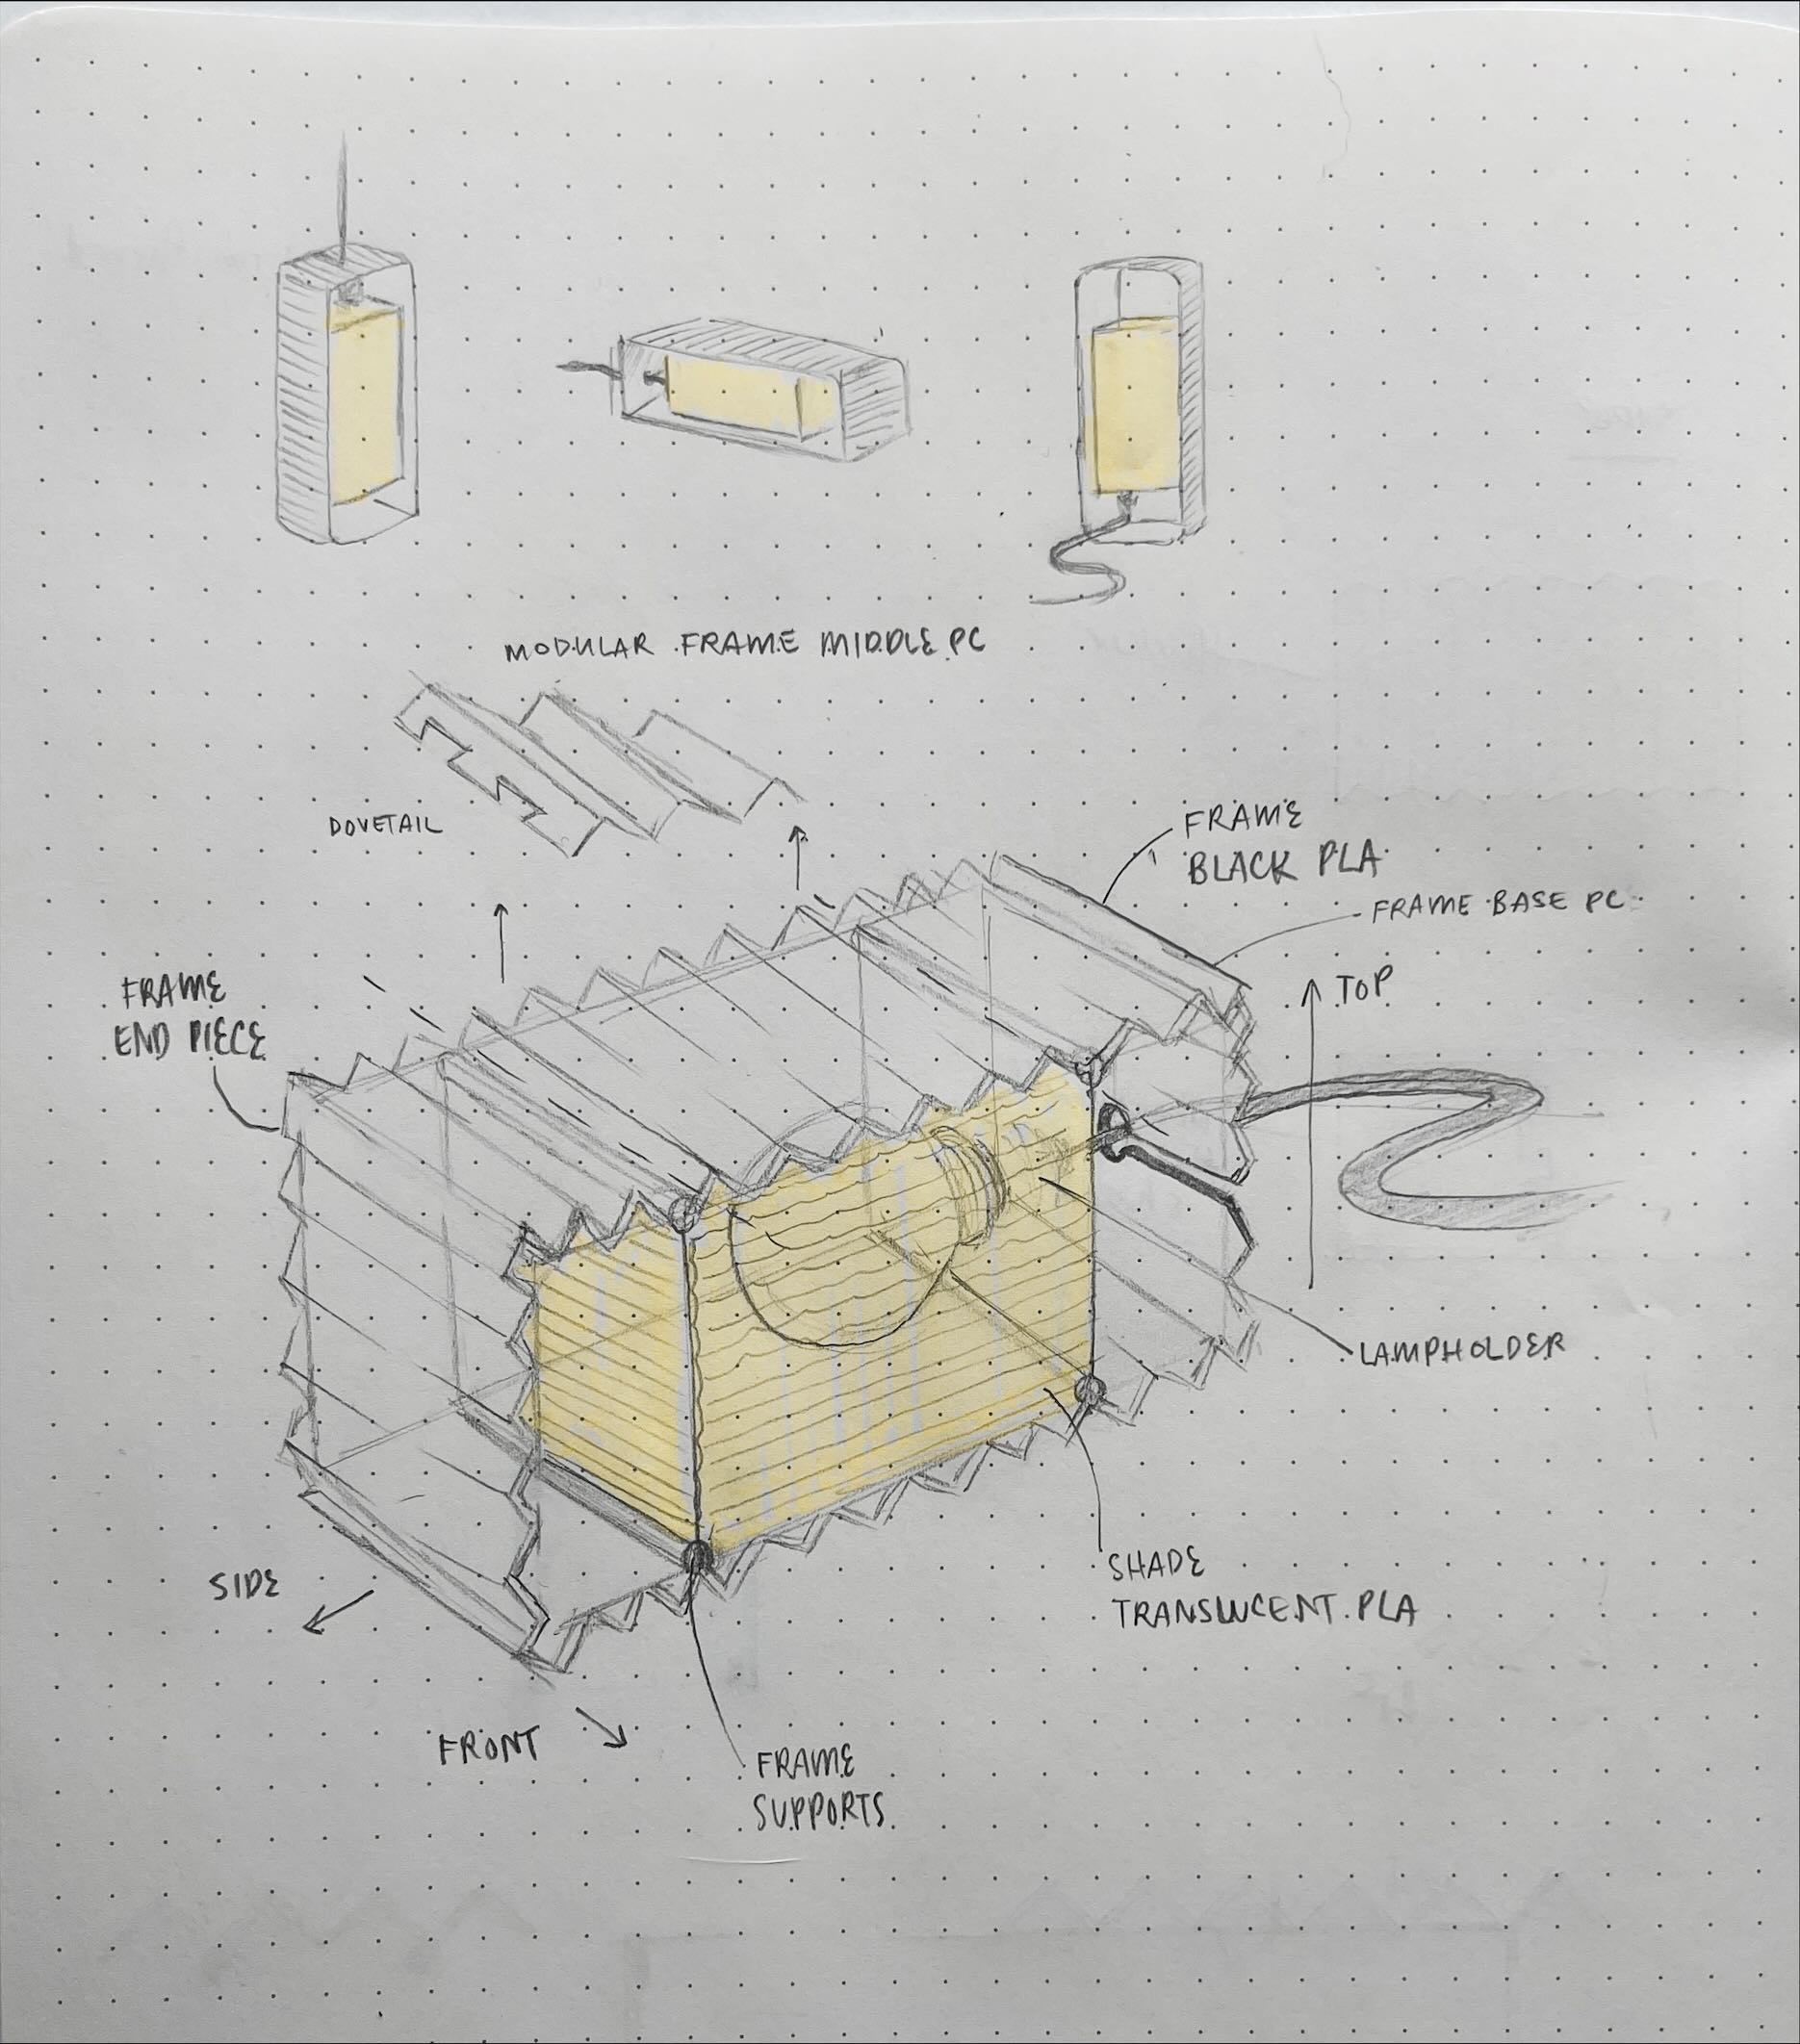 MODULAR FRAME MIDDLE PC
DOVETAIL
FRAME
BLACK PLA
FRAME BASE PC
TOP
FRAME
END PIECE
LAMPHOLDER
SHADE
TRANSLUCENT PLA
SIDE
FRONT
FRAME
SUPPORTS